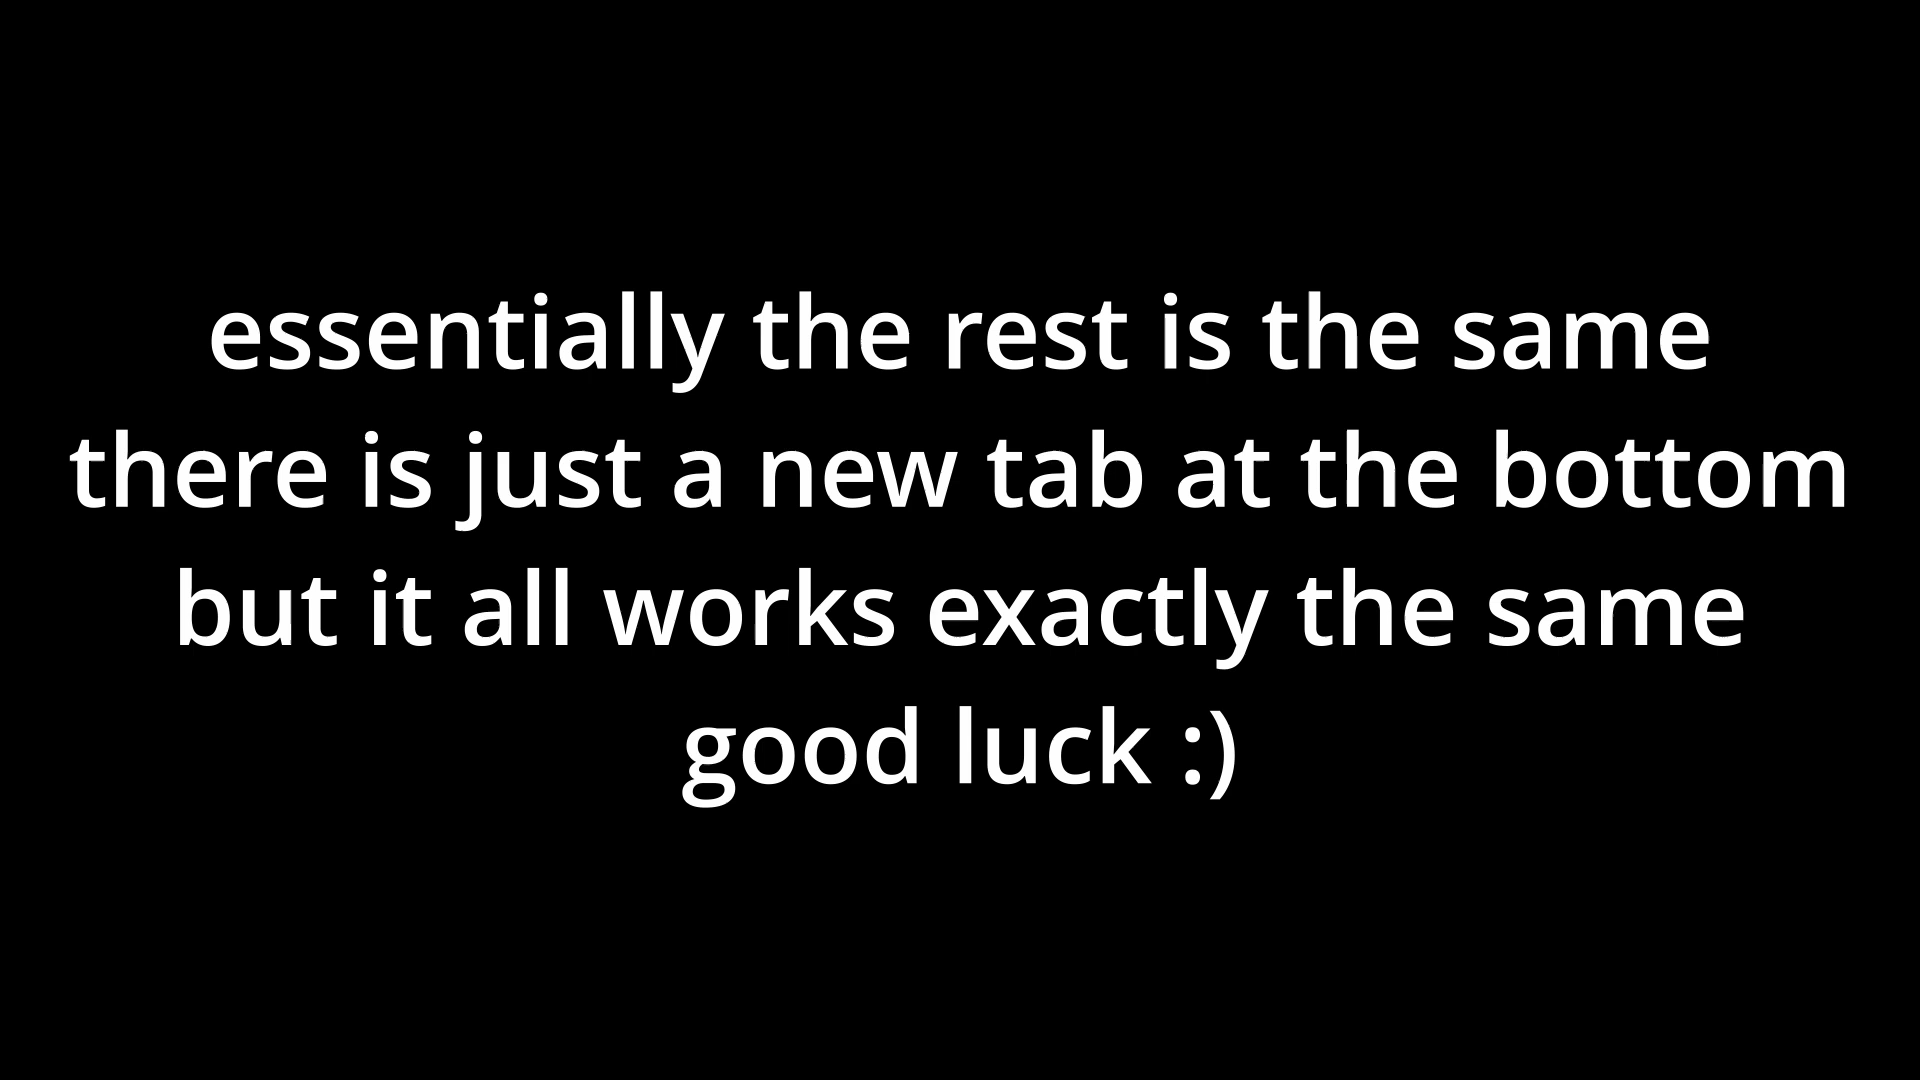 essentially the rest is the same
there is just a new tab at the bottom
but it all works exactly the same
good luck :)